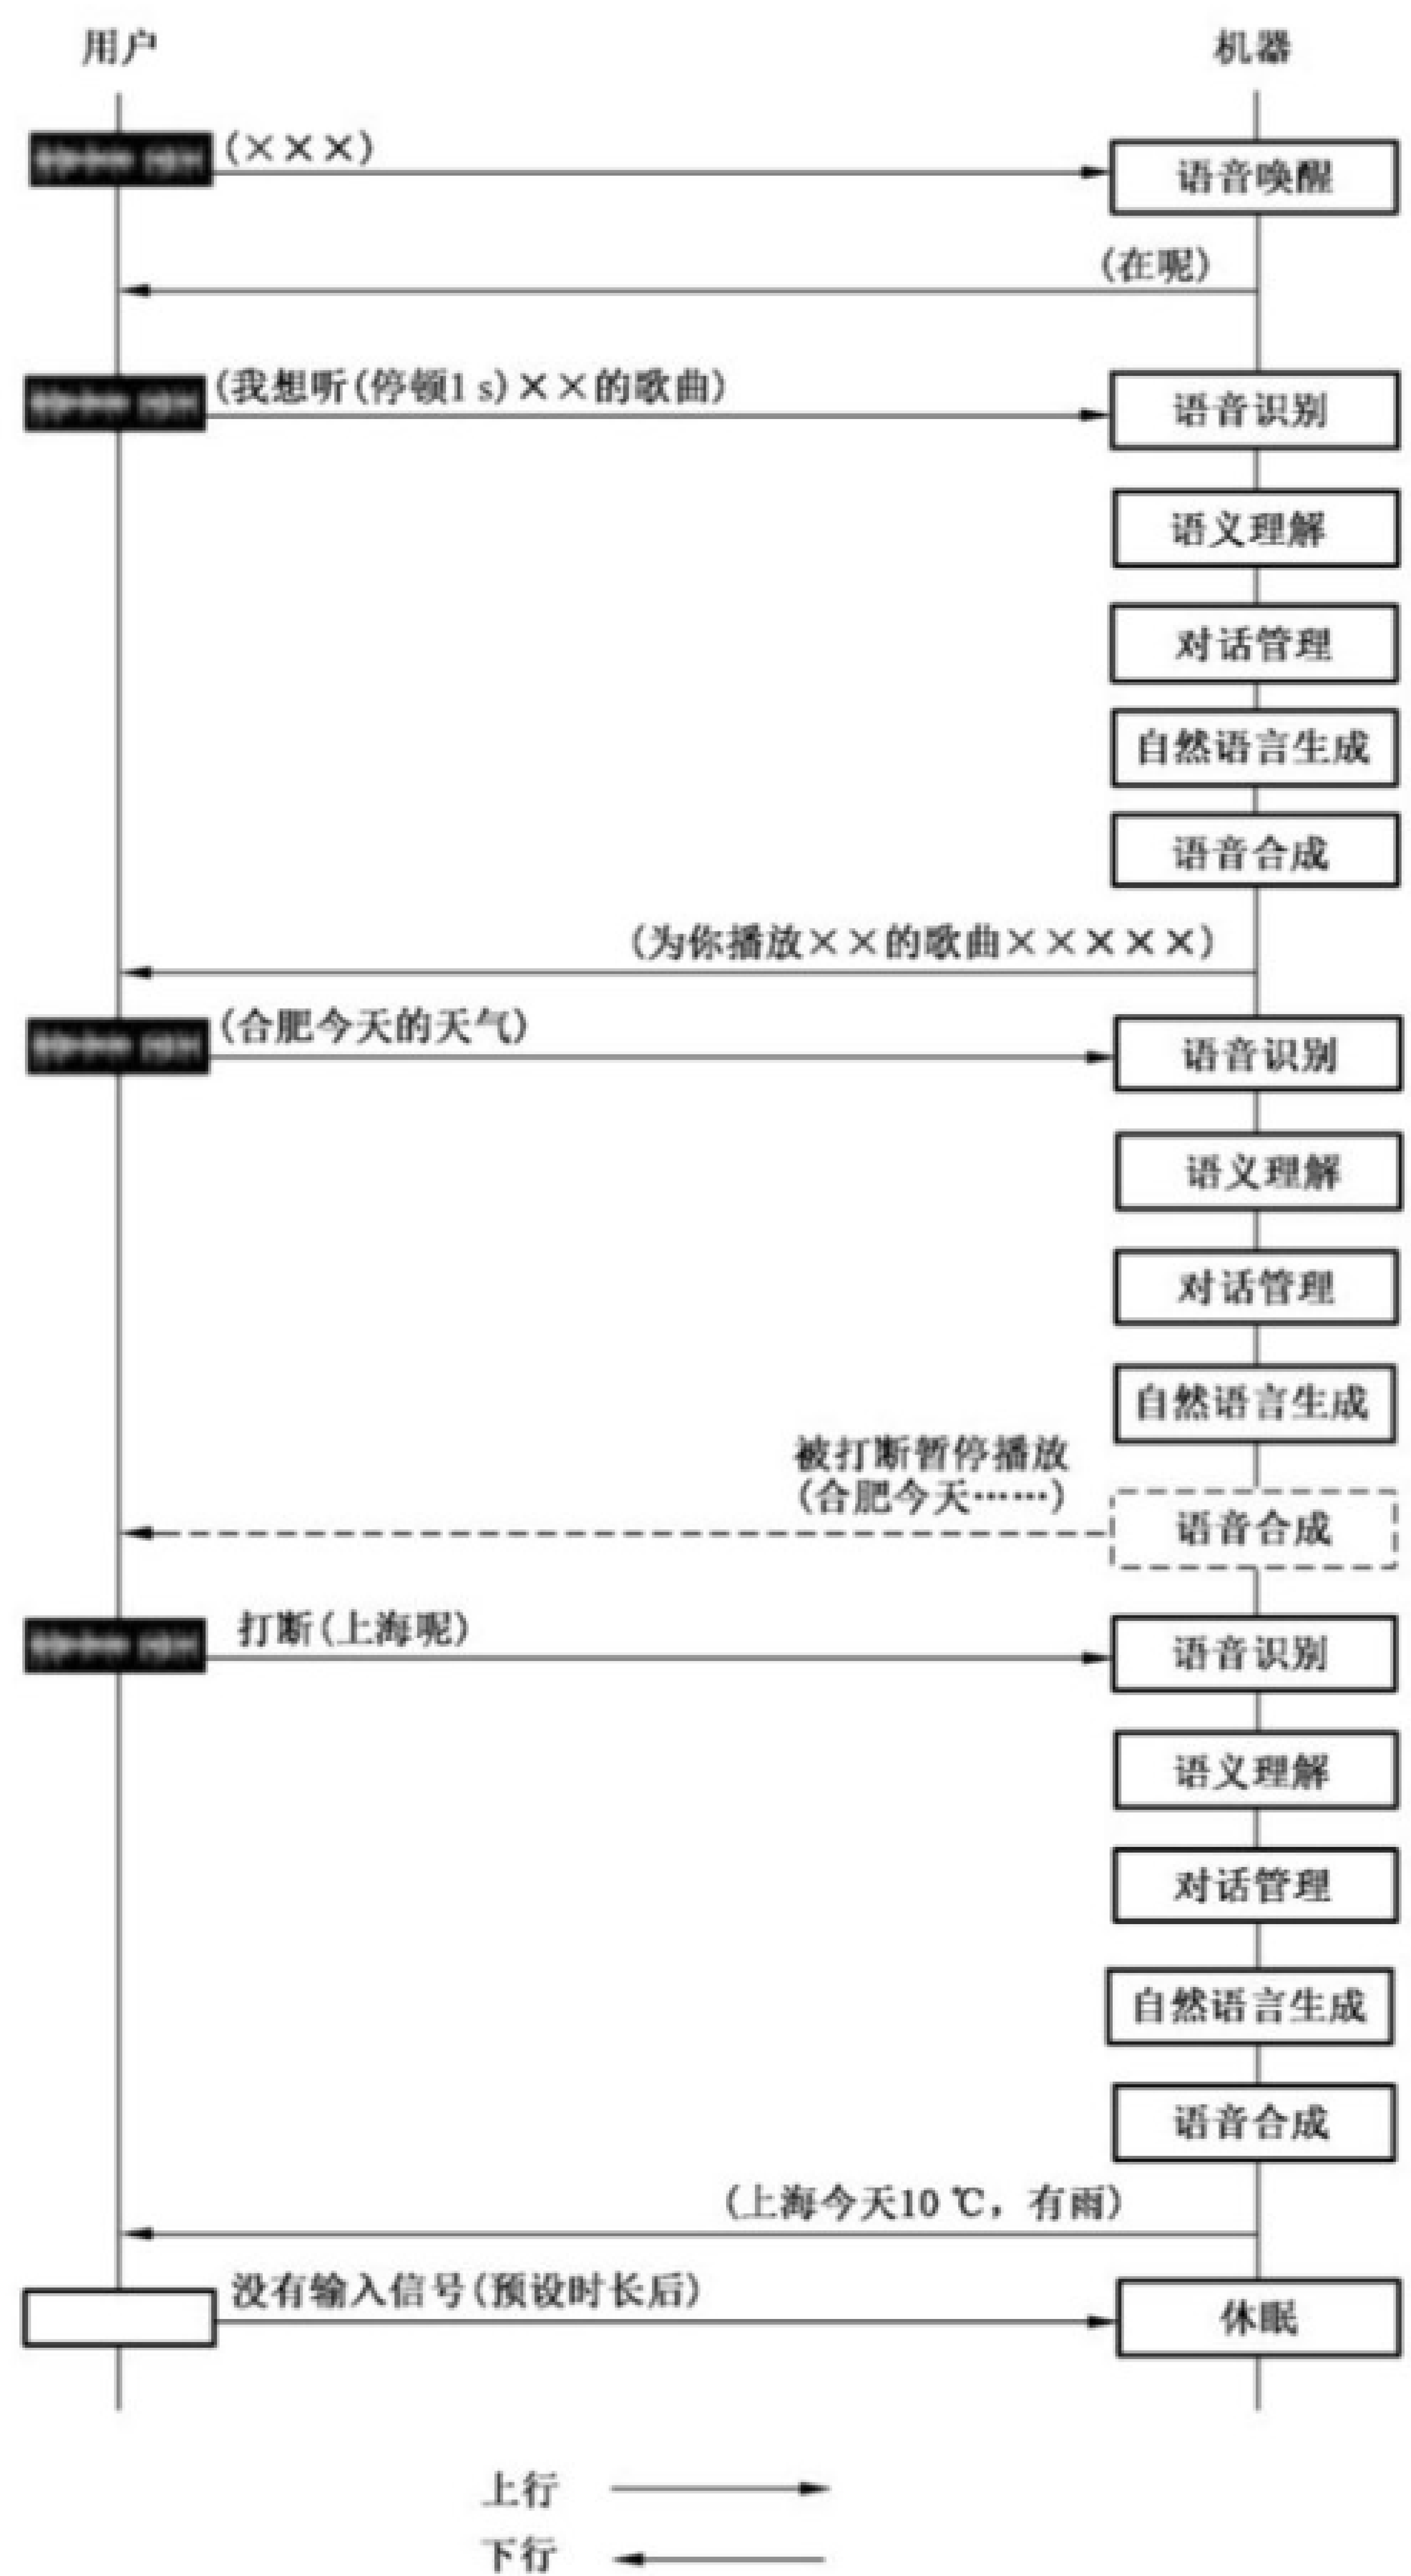 用户
机器
(×××)
语音唤醒
(在呢)
(我想听(停顿1 s)××的歌曲)
语音识别
语义理解
对话管理
自然语言生成
语音合成
(为你播放××的歌曲×××××)
(合肥今天的天气)
语音识别
语义理解
对话管理
自然语言生成
被打断暂停播放
(合肥今天……)
语音合成
打断(上海呢)
语音识别
语义理解
对话管理
自然语言生成
语音合成
(上海今天10 ℃，有雨)
没有输入信号(预设时长后)
休眠
上行
下行